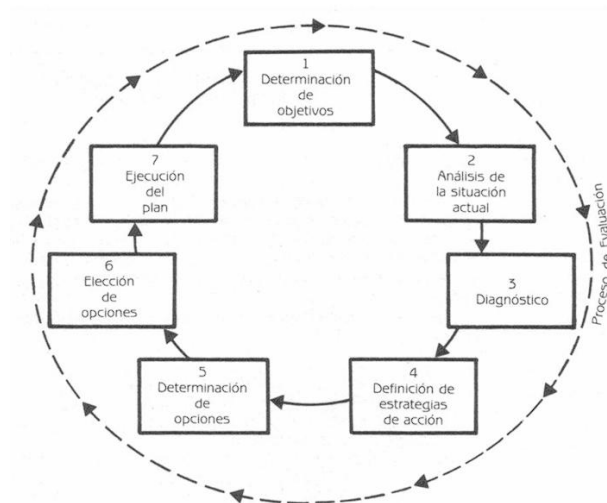 1
Determinación
de
objetivos
2
Análisis de
la situación
actual
3
Diagnóstico
4
Definición de
estrategias
de acción
5
Determinación
de
opciones
6
Elección
de
opciones
7
Ejecución
del
plan
Proceso de Evaluación